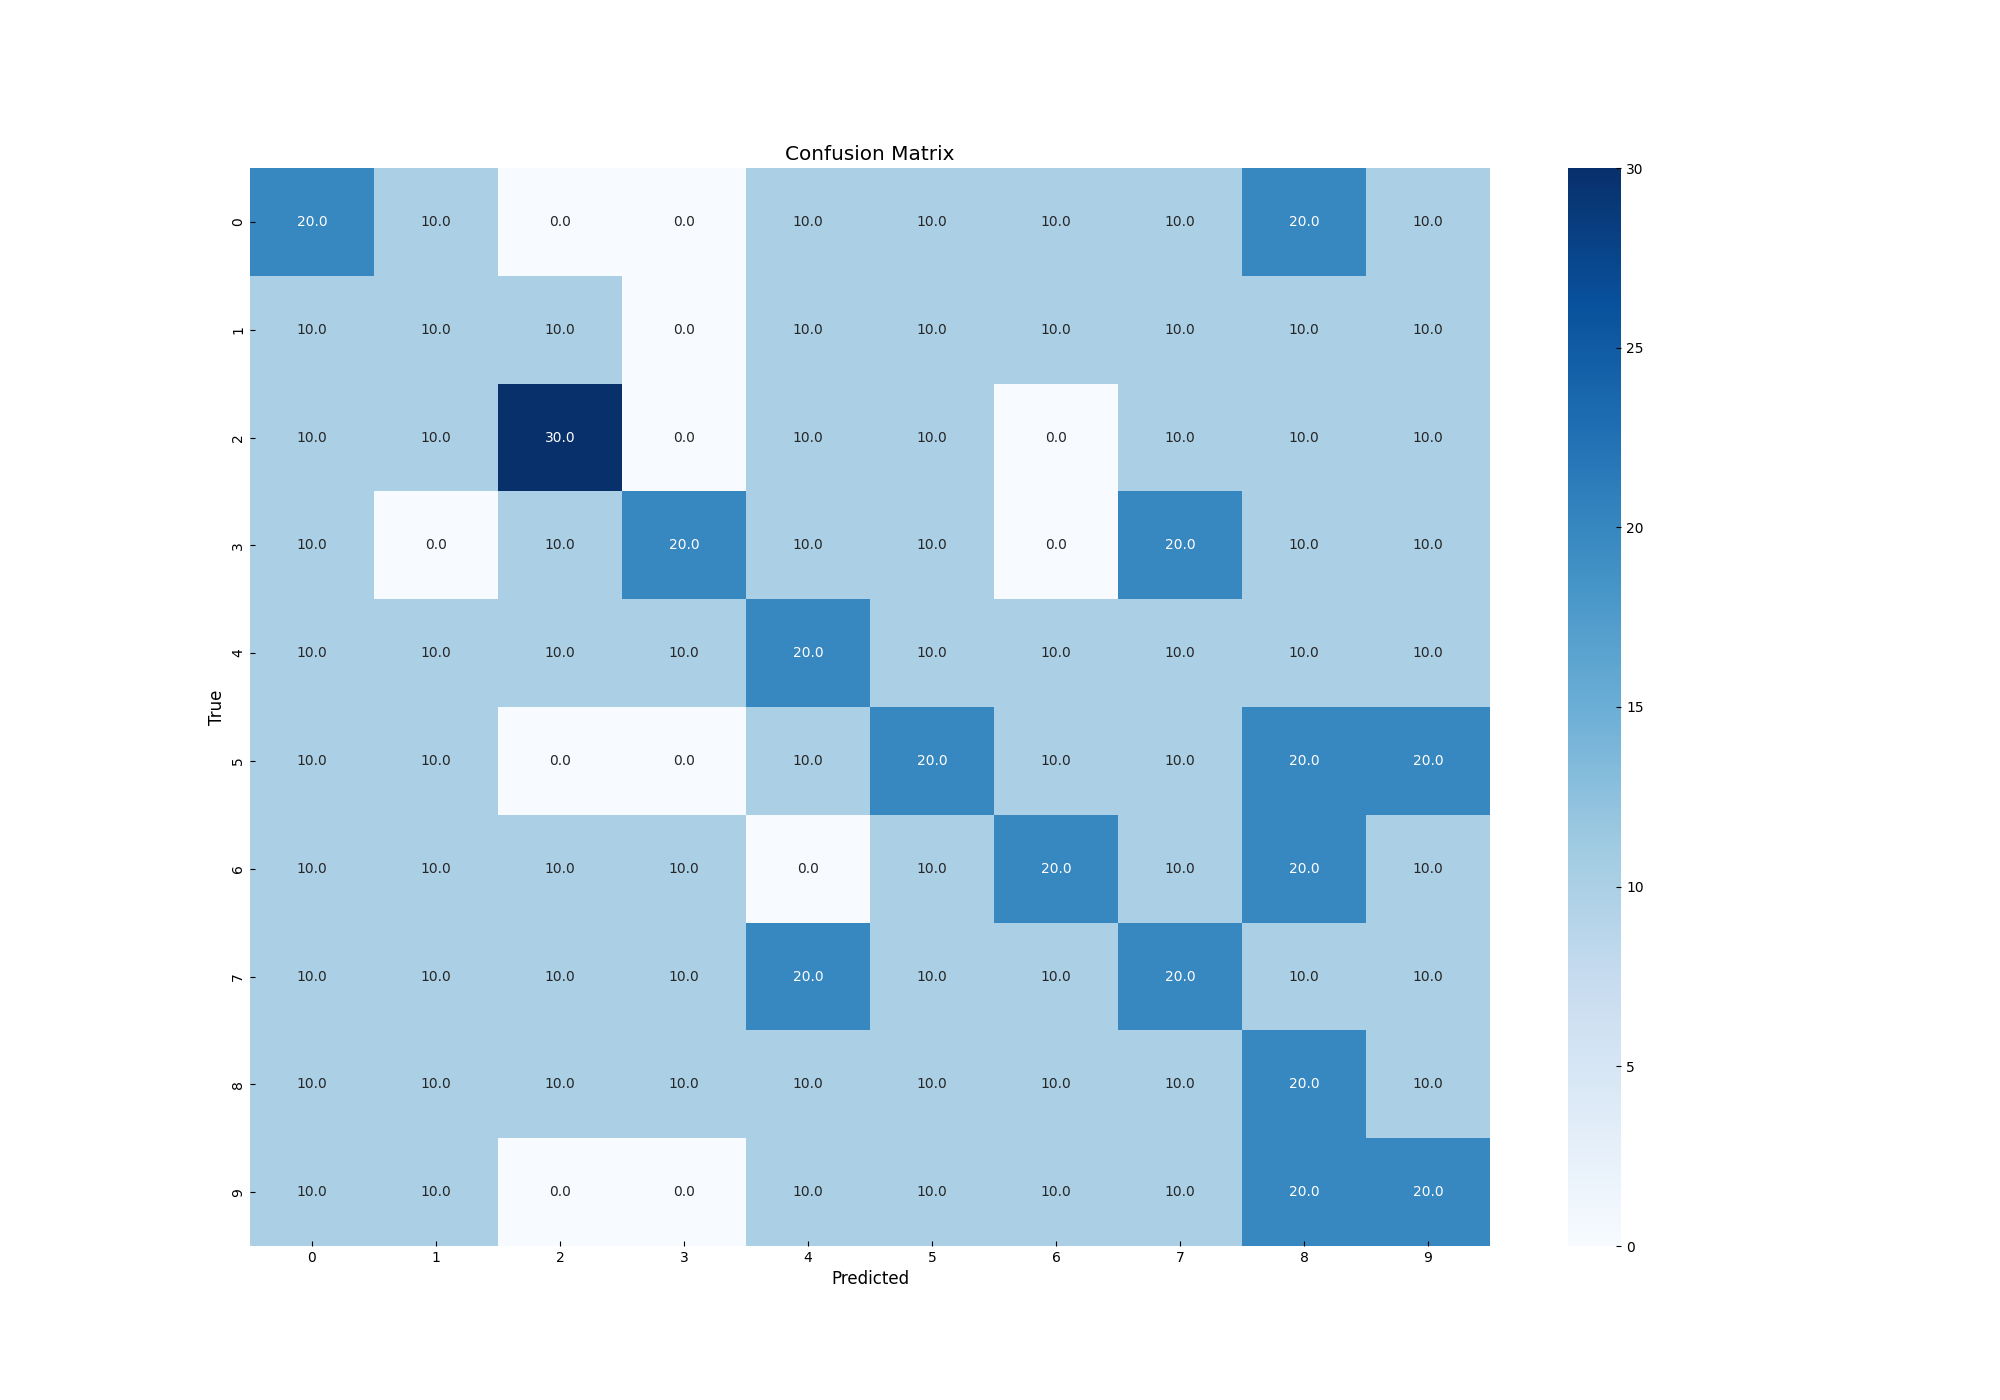 Confusion Matrix
0 20.0 10.0 0.0 0.0 10.0 10.0 10.0 10.0 20.0 10.0
1 10.0 10.0 10.0 0.0 10.0 10.0 10.0 10.0 10.0 10.0
2 10.0 10.0 30.0 0.0 10.0 10.0 0.0 10.0 10.0 10.0
3 10.0 0.0 10.0 20.0 10.0 10.0 0.0 20.0 10.0 10.0
4 10.0 10.0 10.0 10.0 20.0 10.0 10.0 10.0 10.0 10.0
True
5 10.0 10.0 0.0 0.0 10.0 20.0 10.0 10.0 20.0 20.0
6 10.0 10.0 10.0 10.0 0.0 10.0 20.0 10.0 20.0 10.0
7 10.0 10.0 10.0 10.0 20.0 10.0 10.0 20.0 10.0 10.0
8 10.0 10.0 10.0 10.0 10.0 10.0 10.0 10.0 20.0 10.0
9 10.0 10.0 0.0 0.0 10.0 10.0 10.0 10.0 20.0 20.0
0 1 2 3 4 5 6 7 8 9
Predicted
30
25
20
15
10
5
0